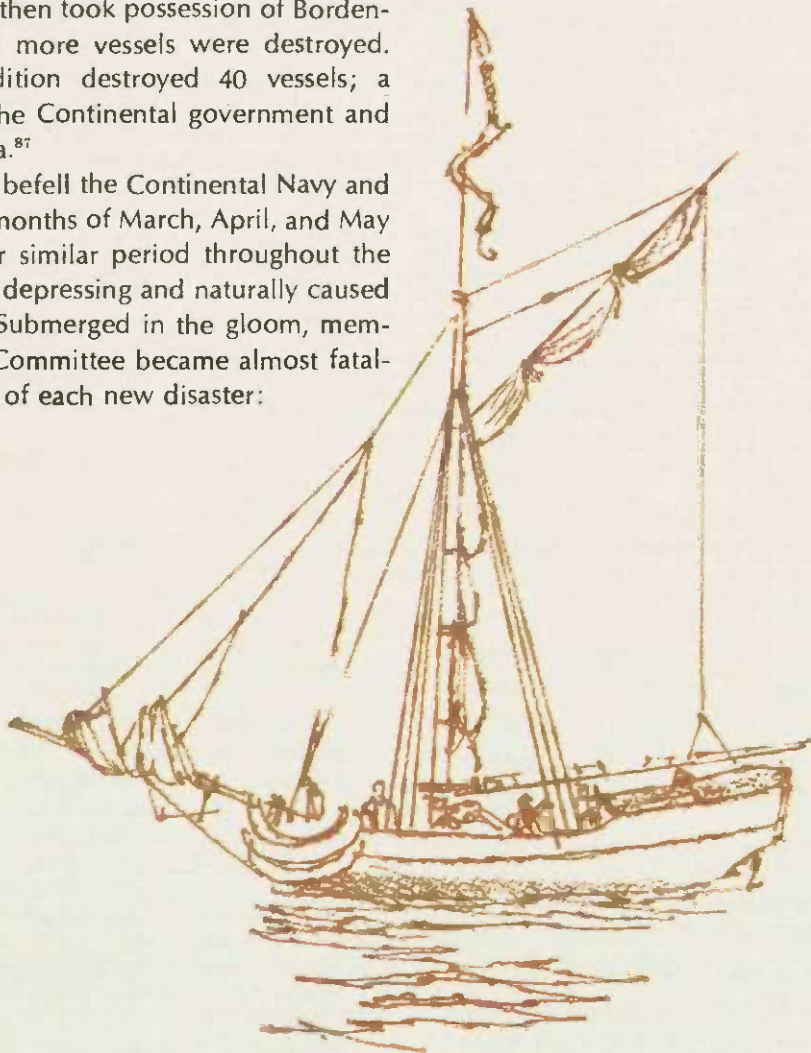 then took possession of Borden-
more vessels were destroyed.
dition destroyed 40 vessels; a
he Continental government and
a.⁸⁷
befell the Continental Navy and
months of March, April, and May
r similar period throughout the
depressing and naturally caused
Submerged in the gloom, mem-
Committee became almost fatal-
of each new disaster: